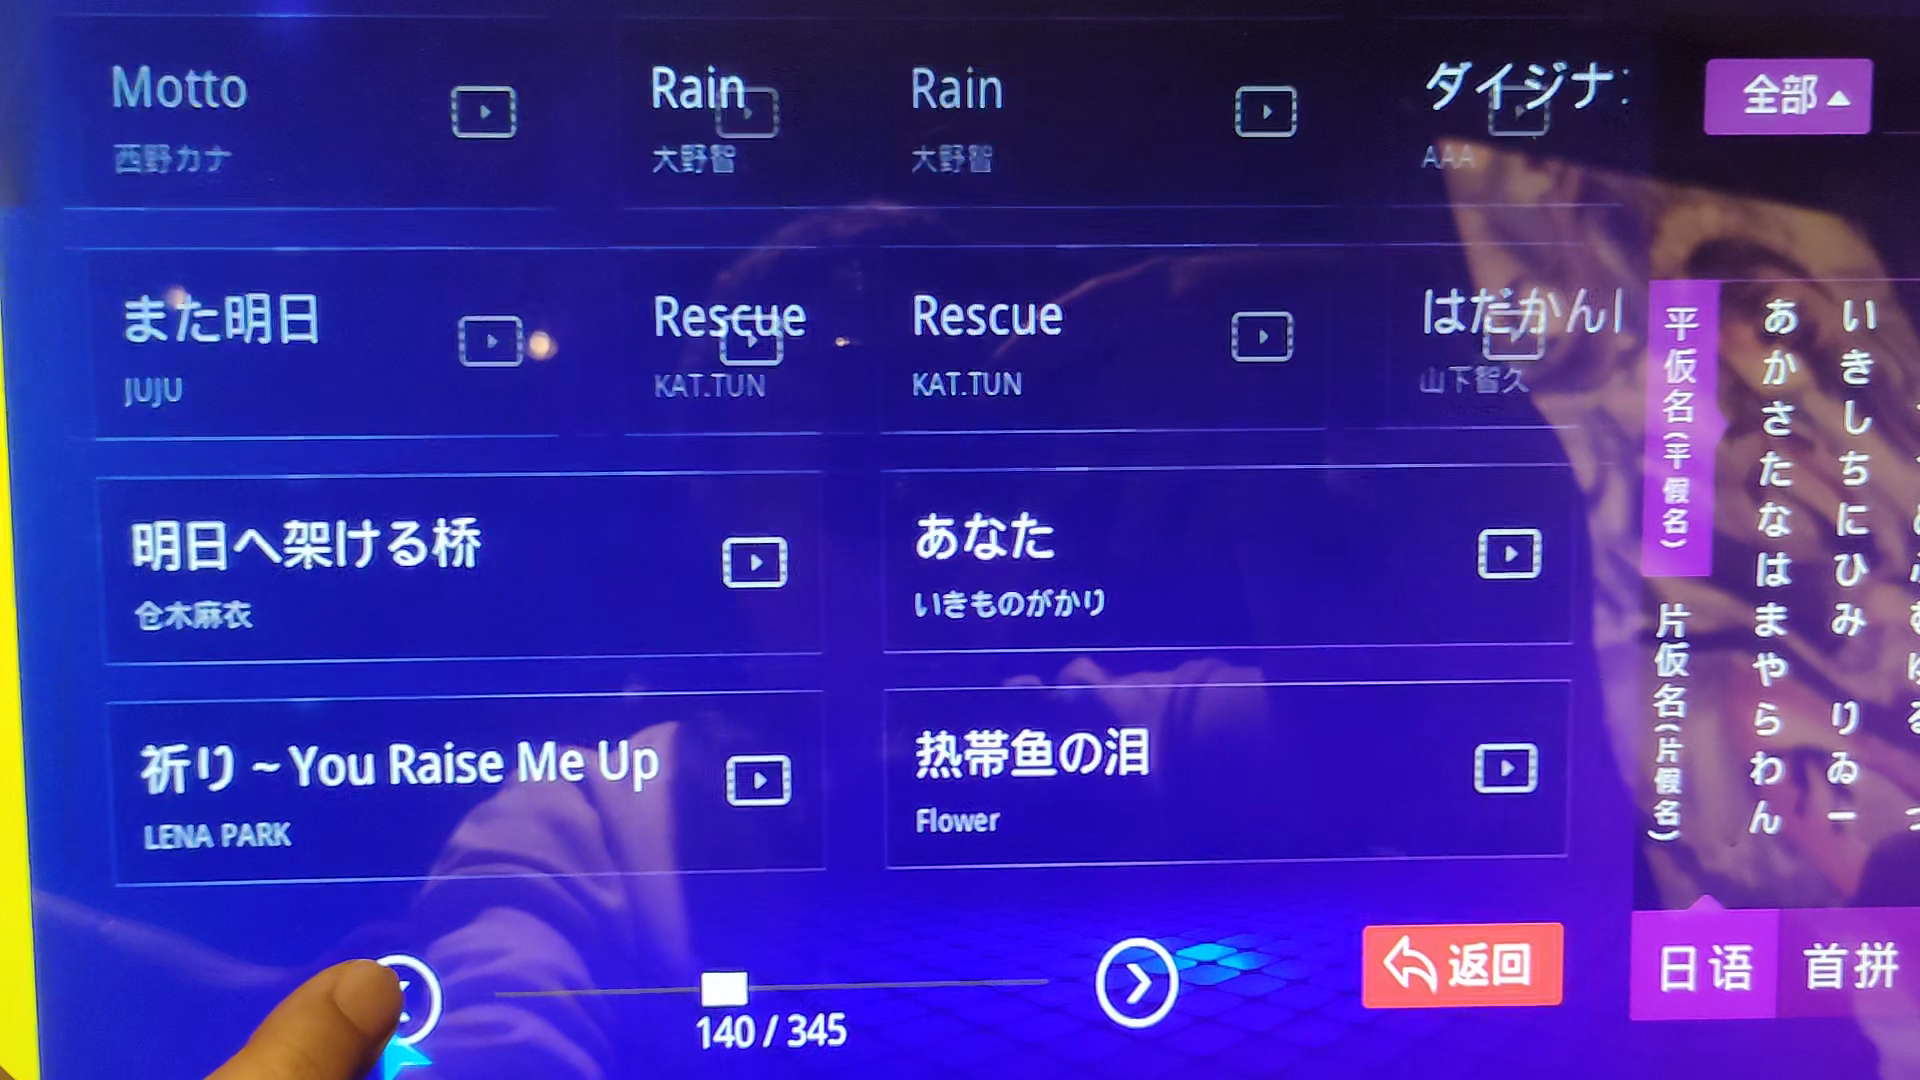 Motto
西野カナ
Rain
大野智
Rain
大野智
ダイジナ
AAA
また明日
JUJU
Rescue
KAT.TUN
Rescue
KAT.TUN
はだかん
山下智久
明日へ架ける桥
仓木麻衣
あなた
いきものがかり
祈り ~ You Raise Me Up
LENA PARK
热帯鱼の泪
Flower
140 / 345
返回
全部
平仮名(平假名)
片仮名(片假名)
あかさたなはまやらわん
いきしちにひみ りゐー
日语
首拼